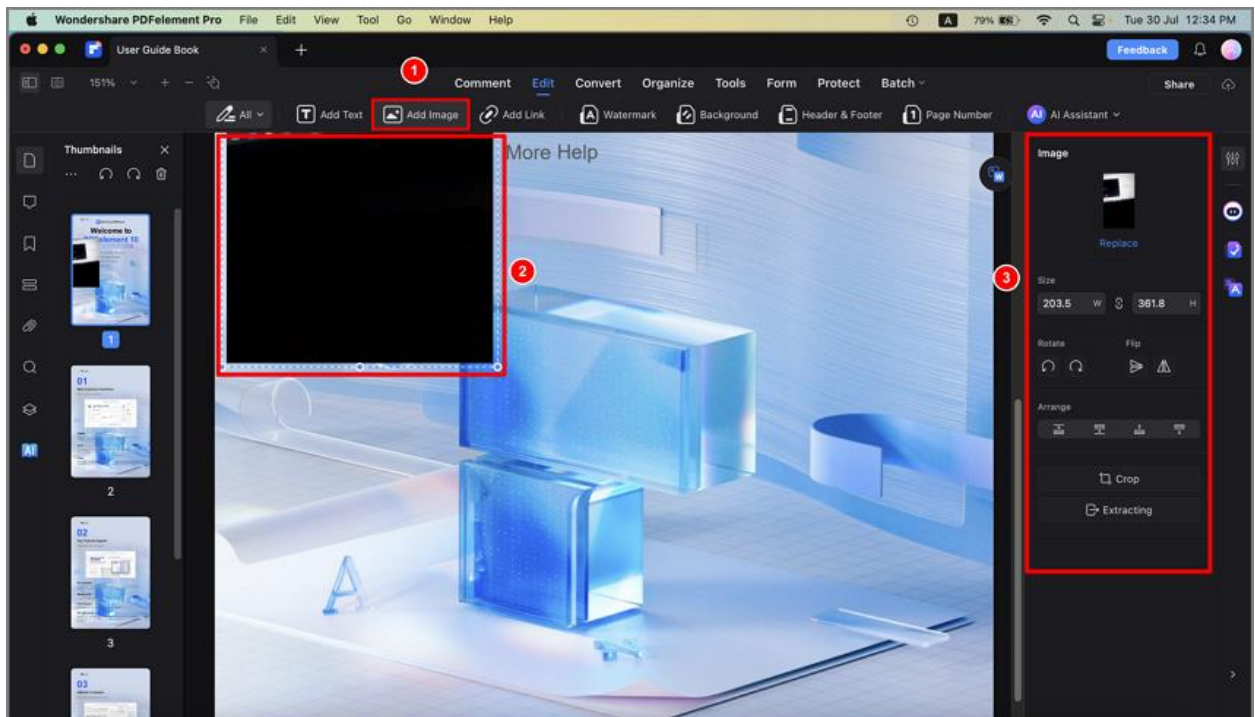 Wondershare PDFelement Pro File Edit View Tool Go Window Help A 79% Tue 30 Jul 12:34 PM
User Guide Book × + Feedback
151% + − 1 Comment Edit Convert Organize Tools Form Protect Batch Share
All T Add Text Add Image Add Link A Watermark Background Header & Footer 1 Page Number AI AI Assistant
Thumbnails ×
More Help
Image
W
Welcome to
PDFelement 10
Replace
2
3
Size
A
203.5 W 361.8 H
1
Rotate Flip
01
Arrange
AI
Crop
2
Extracting
02
A
3
03